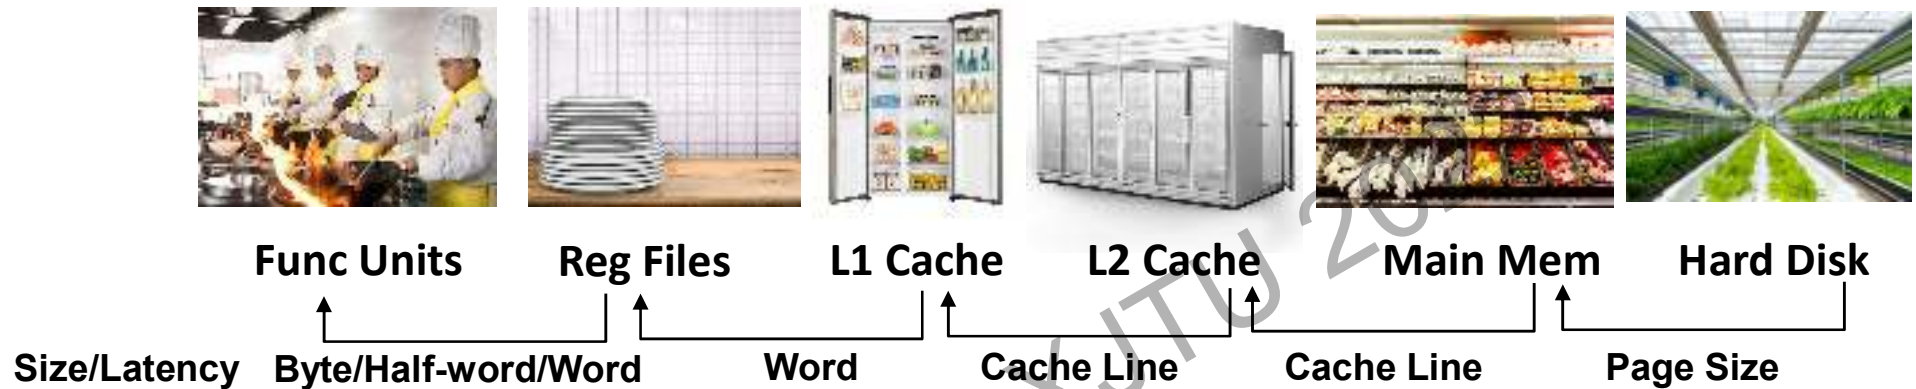 Func Units Reg Files L1 Cache L2 Cache Main Mem Hard Disk
Size/Latency Byte/Half-word/Word Word Cache Line Cache Line Page Size